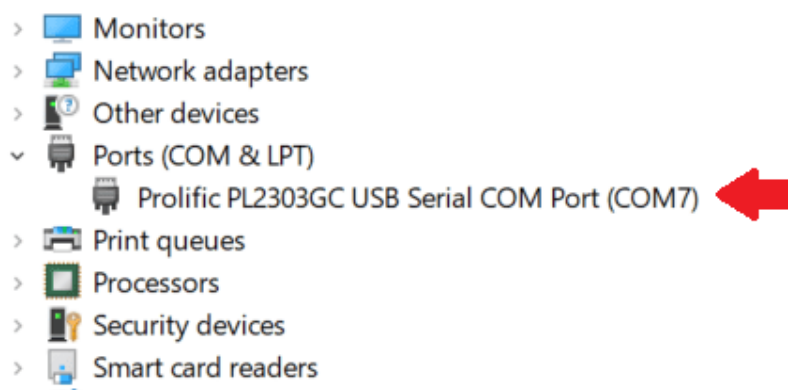 Monitors
Network adapters
Other devices
Ports (COM & LPT)
Prolific PL2303GC USB Serial COM Port (COM7)
Print queues
Processors
Security devices
Smart card readers